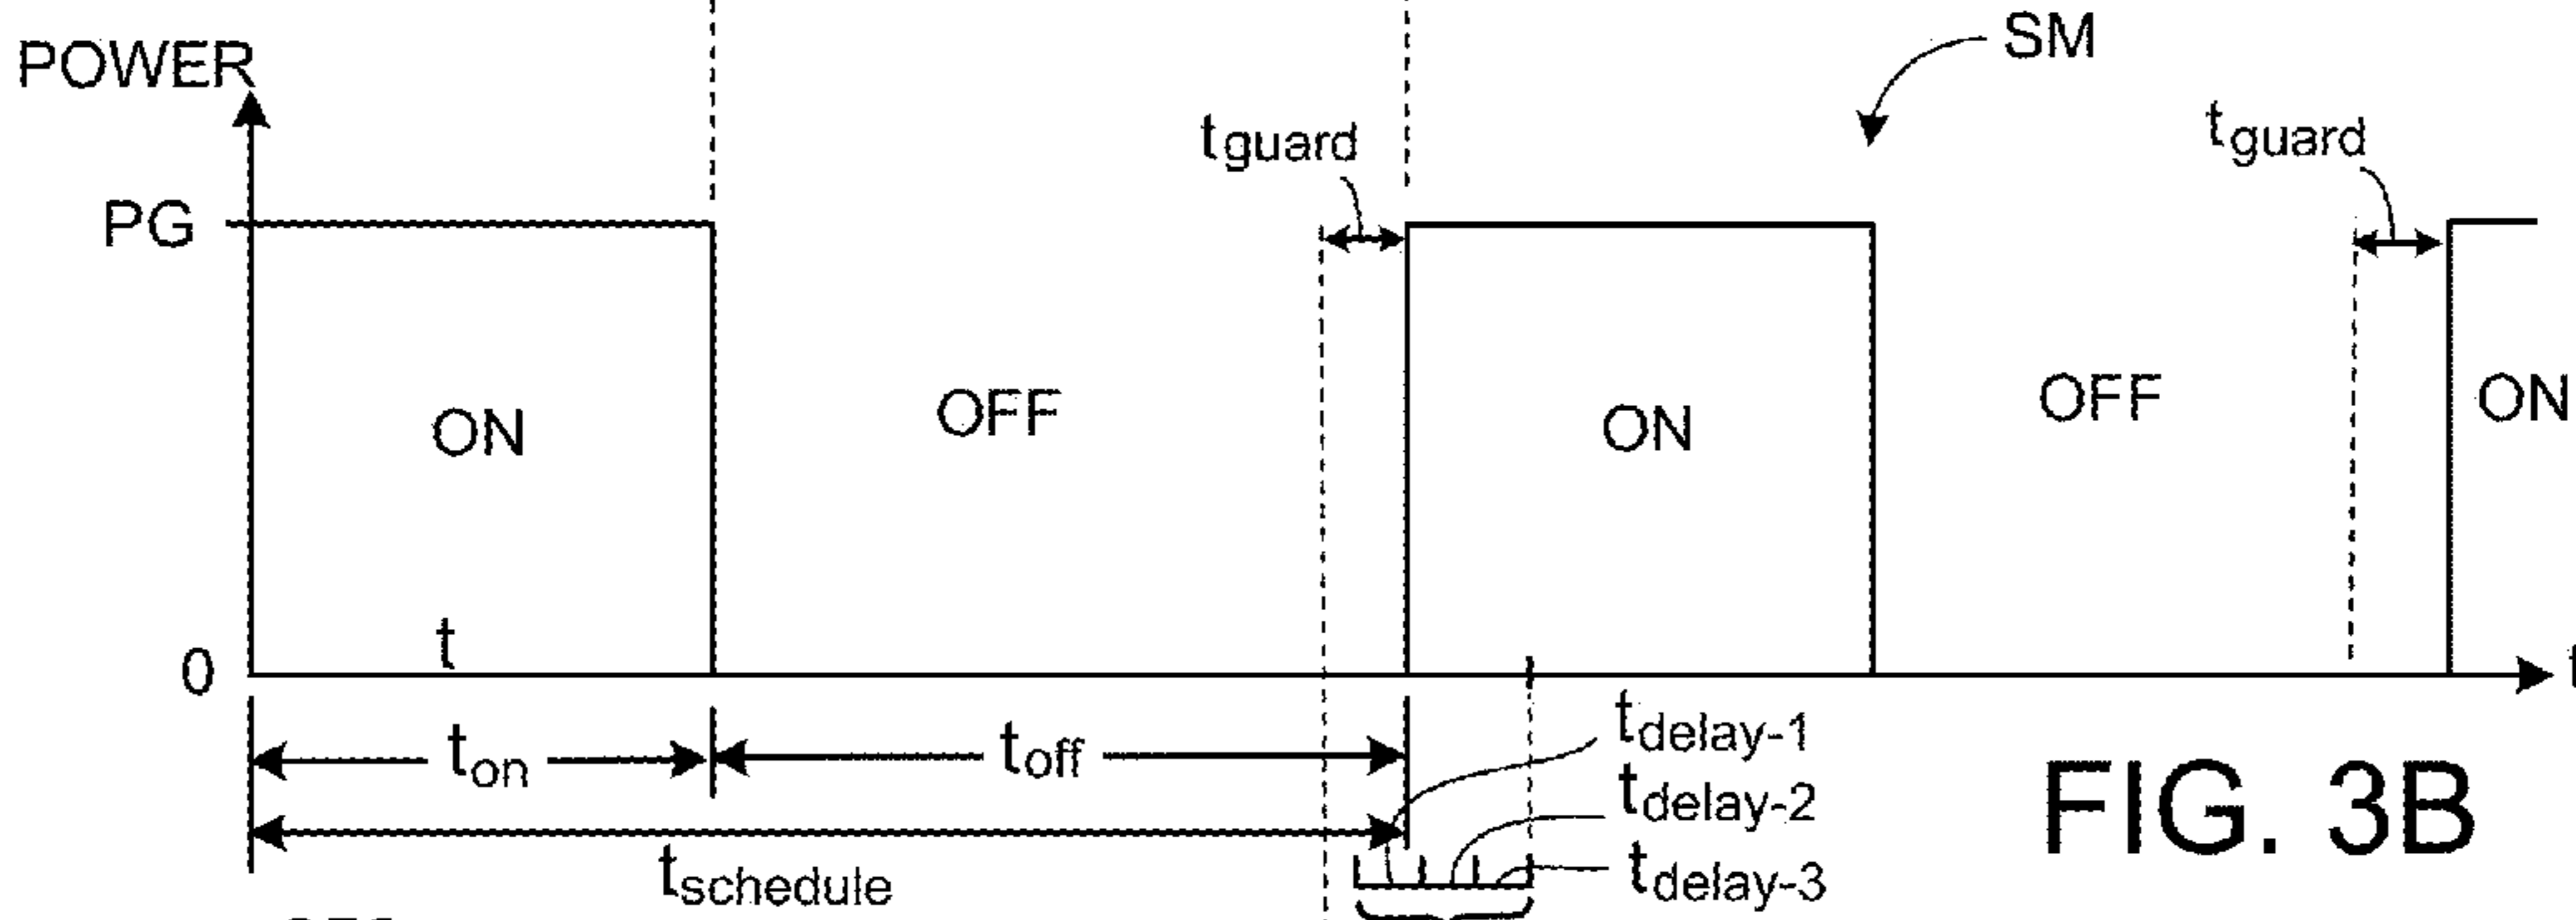 POWER
SM
tguard
tguard
PG
ON
OFF
ON
OFF
ON
t
0
ton
toff
tdelay-1
tdelay-2
tschedule
tdelay-3
FIG. 3B